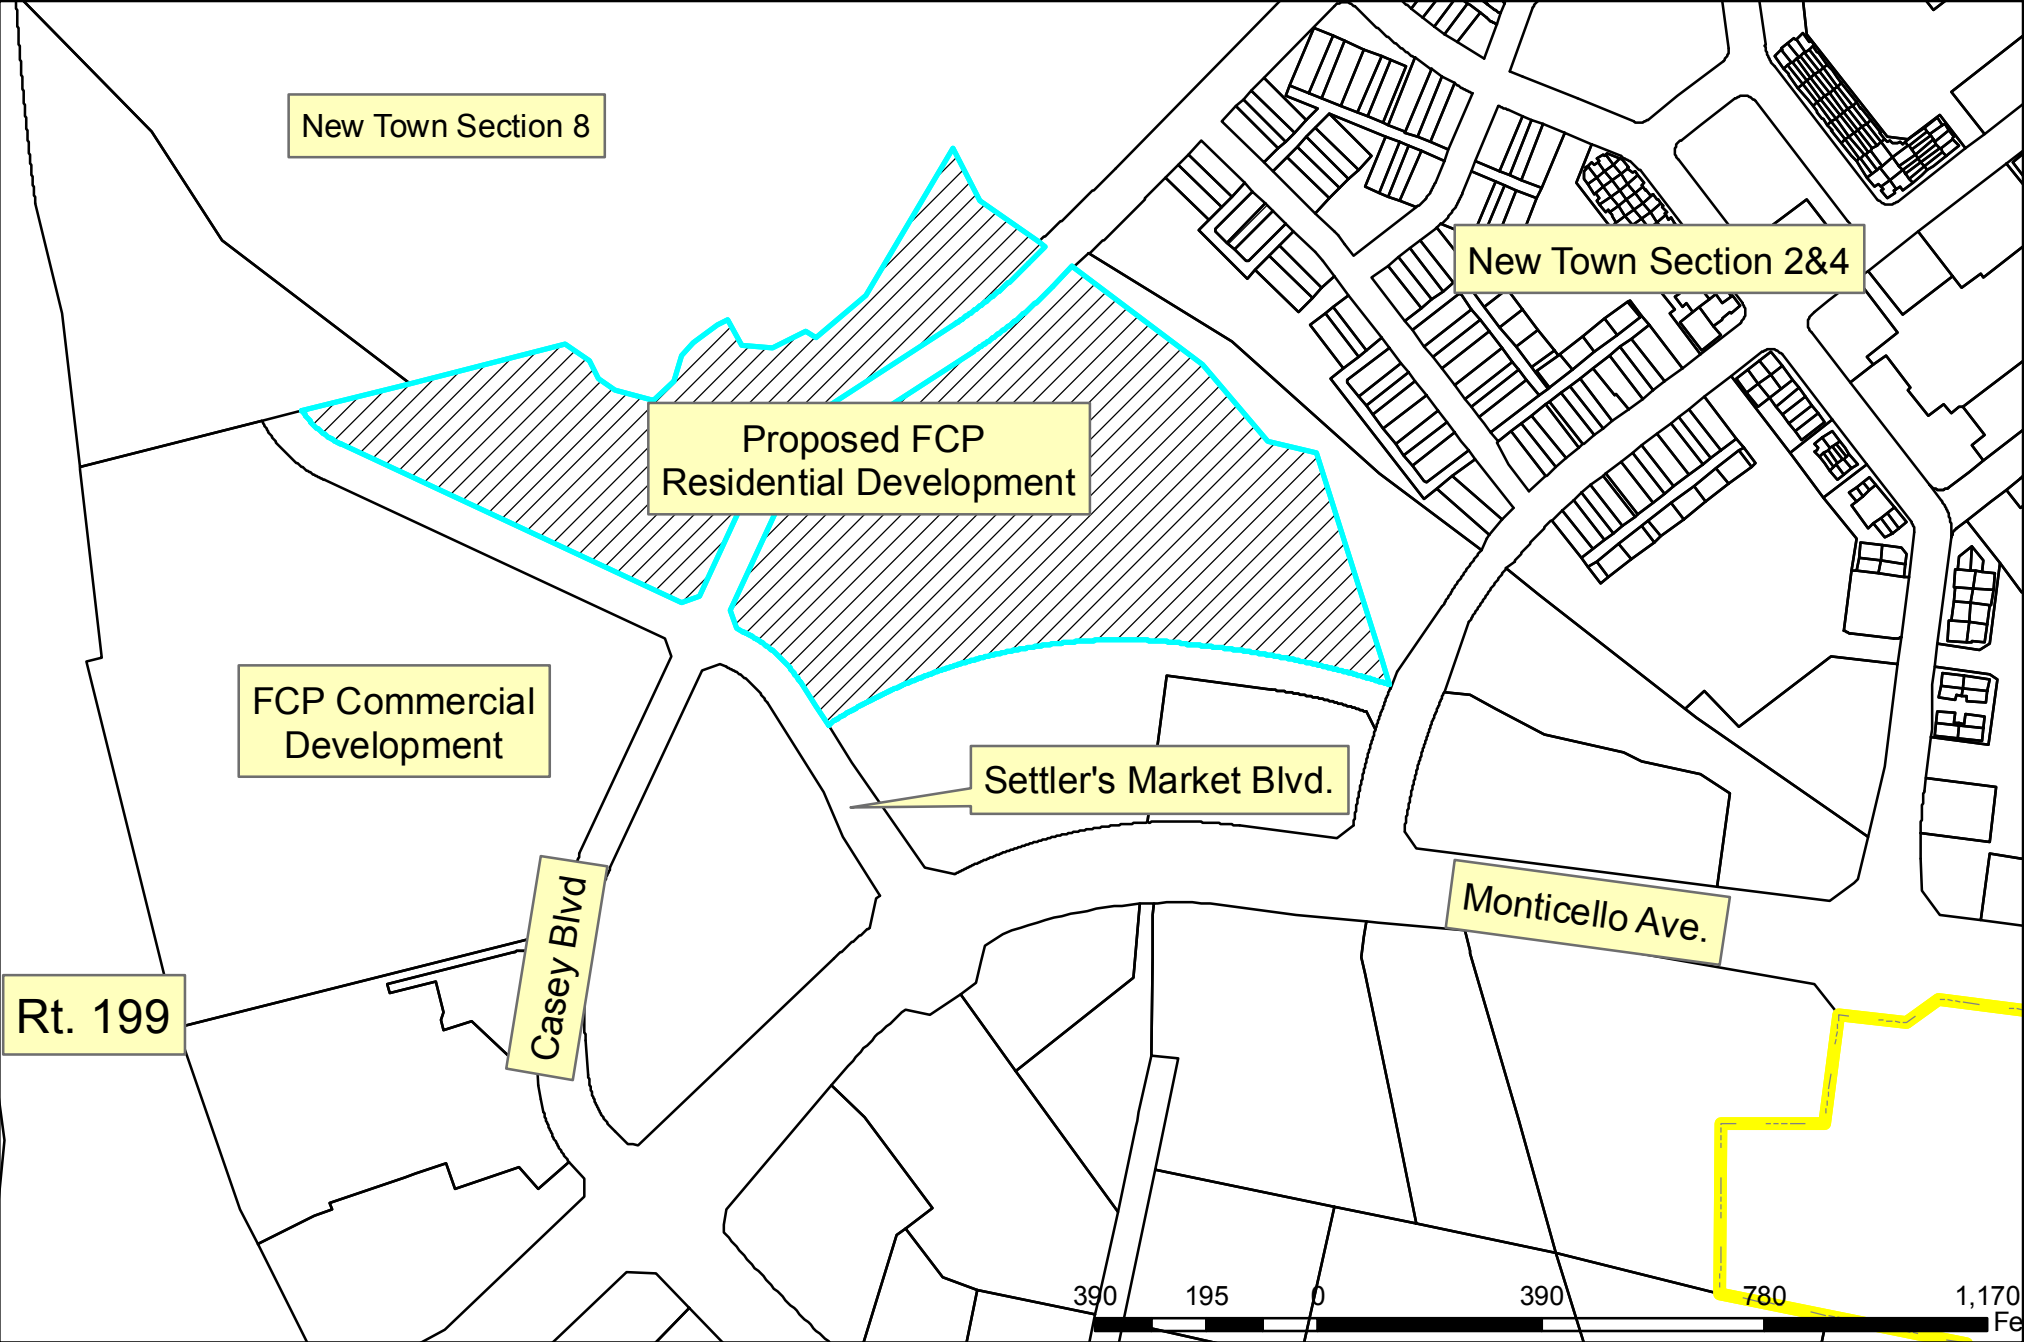 New Town Section 8
New Town Section 2&4
Proposed FCP
Residential Development
FCP Commercial
Development
Settler's Market Blvd.
Casey Blvd
Monticello Ave.
Rt. 199
390 195 0 390 780 1,170
Fe